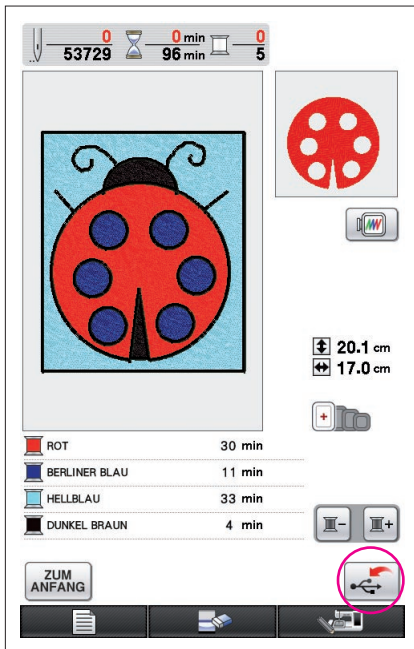 0 0 min 0
53729 96 min 5
20.1 cm
17.0 cm
ROT 30 min
BERLINER BLAU 11 min
HELLBLAU 33 min
DUNKEL BRAUN 4 min
ZUM
ANFANG